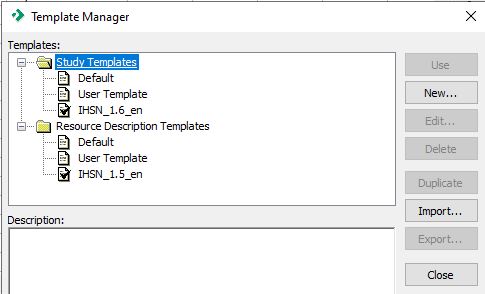 Template Manager
Templates:
Study Templates
Default
User Template
IHSN_1.6_en
Resource Description Templates
Default
User Template
IHSN_1.5_en
Use
New...
Edit...
Delete
Duplicate
Import...
Export...
Description:
Close